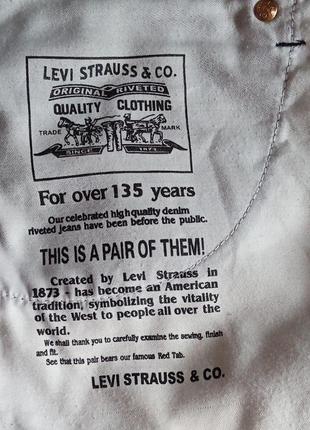 LEVI STRAUSS & CO.
ORIGINAL RIVETED
QUALITY CLOTHING
TRADE MARK
SINCE 1873
For over 135 years
Our celebrated high quality denim
riveted jeans have been before the public.
THIS IS A PAIR OF THEM!
Created by Levi Strauss in
1873 - has become an American
tradition, symbolizing the vitality
of the West to people all over the
world.
We shall thank you to carefully examine the sewing, finish
and fit.
See that this pair bears our famous Red Tab.
LEVI STRAUSS & CO.